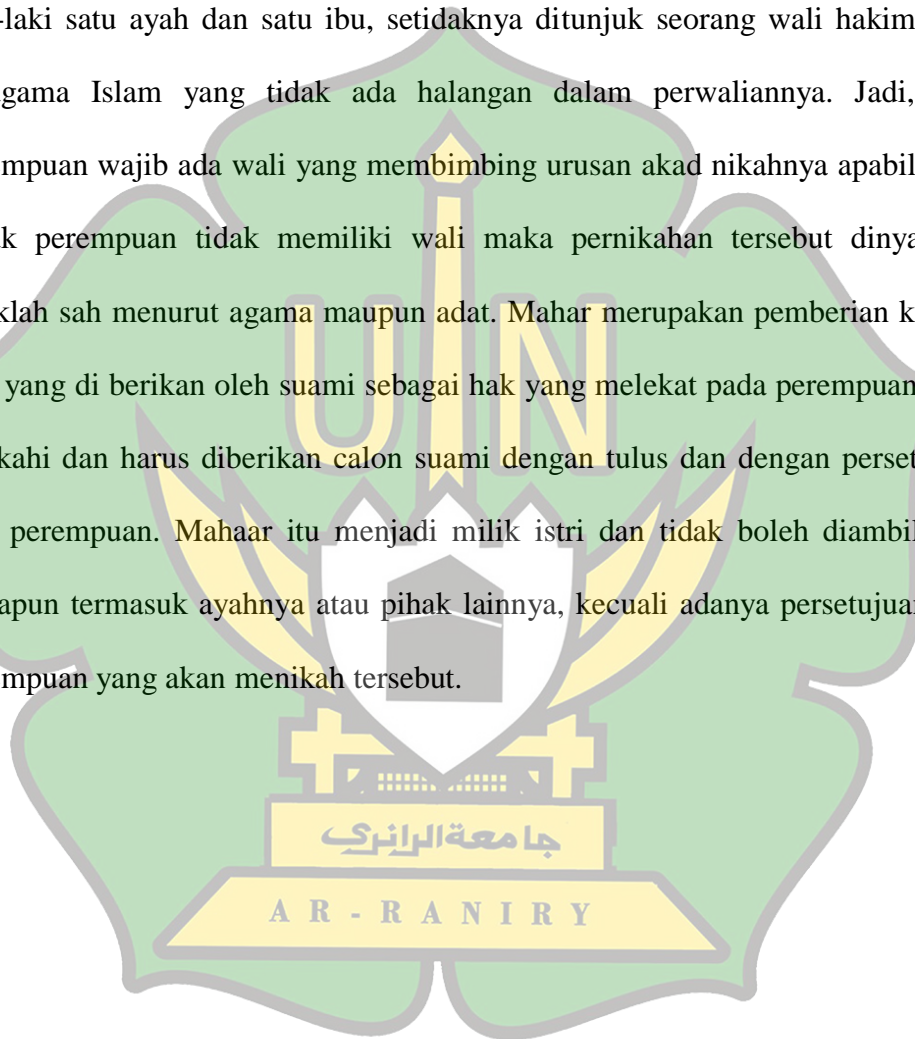 -laki satu ayah dan satu ibu, setidaknya ditunjuk seorang wali hakim
gama Islam yang tidak ada halangan dalam perwaliannya. Jadi,
mpuan wajib ada wali yang membimbing urusan akad nikahnya apabil
k perempuan tidak memiliki wali maka pernikahan tersebut dinya
klah sah menurut agama maupun adat. Mahar merupakan pemberian k
yang di berikan oleh suami sebagai hak yang melekat pada perempuan
kahi dan harus diberikan calon suami dengan tulus dan dengan perset
perempuan. Mahaar itu menjadi milik istri dan tidak boleh diambil
apun termasuk ayahnya atau pihak lainnya, kecuali adanya persetujuan
mpuan yang akan menikah tersebut.
UIN
جامعةالرانري
AR-RANIRY